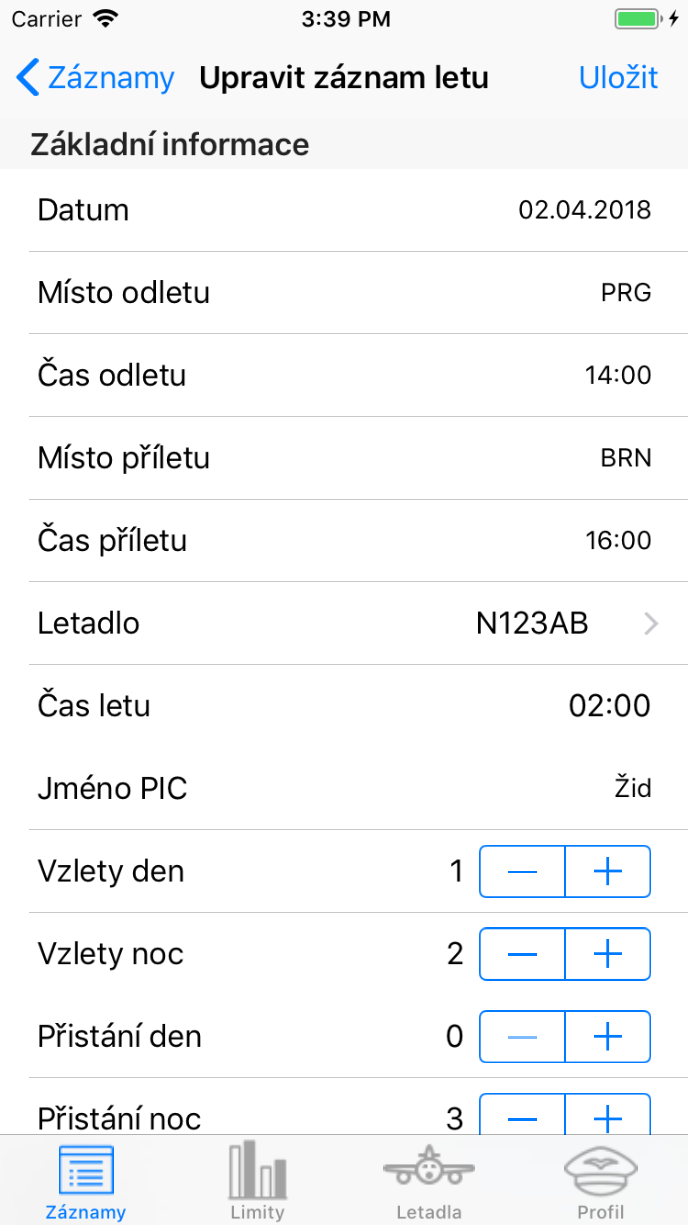 Carrier 3:39 PM
Záznamy Upravit záznam letu Uložit
Základní informace
Datum 02.04.2018
Místo odletu PRG
Čas odletu 14:00
Místo příletu BRN
Čas příletu 16:00
Letadlo N123AB
Čas letu 02:00
Jméno PIC Žid
Vzlety den 1 — +
Vzlety noc 2 — +
Přistání den 0 — +
Přistání noc 3 — +
Záznamy Limity Letadla Profil